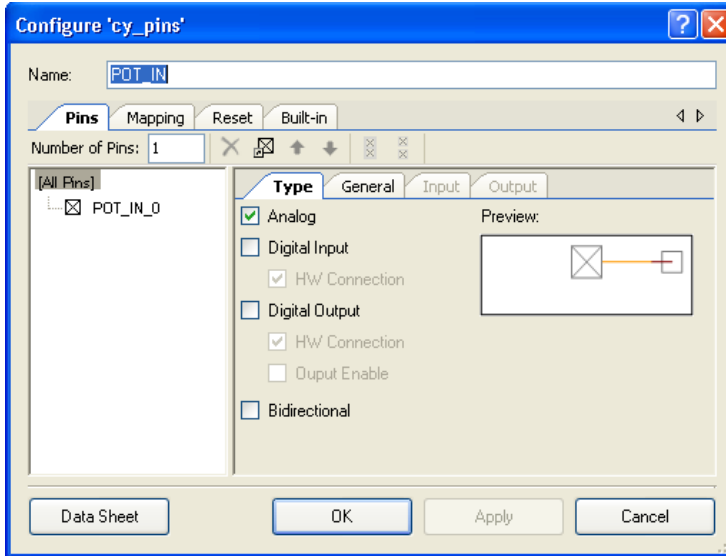 Configure 'cy_pins'
Name: POT_IN
Pins Mapping Reset Built-in
Number of Pins: 1
[All Pins]
POT_IN_0
Type General Input Output
Analog
Preview:
Digital Input
HW Connection
Digital Output
HW Connection
Ouput Enable
Bidirectional
Data Sheet OK Apply Cancel